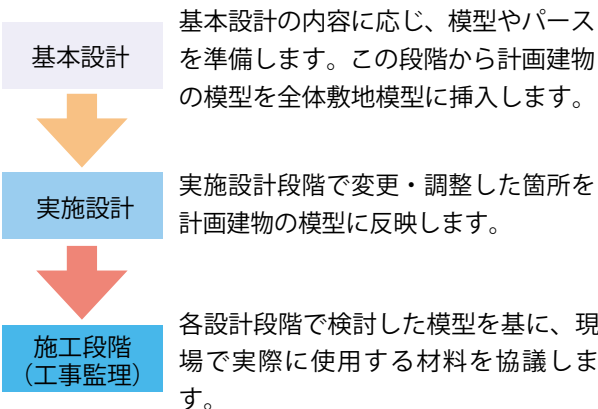 基本設計
基本設計の内容に応じ、模型やパース
を準備します。この段階から計画建物
の模型を全体敷地模型に挿入します。
実施設計
実施設計段階で変更・調整した箇所を
計画建物の模型に反映します。
施工段階
（工事監理）
各設計段階で検討した模型を基に、現
場で実際に使用する材料を協議しま
す。